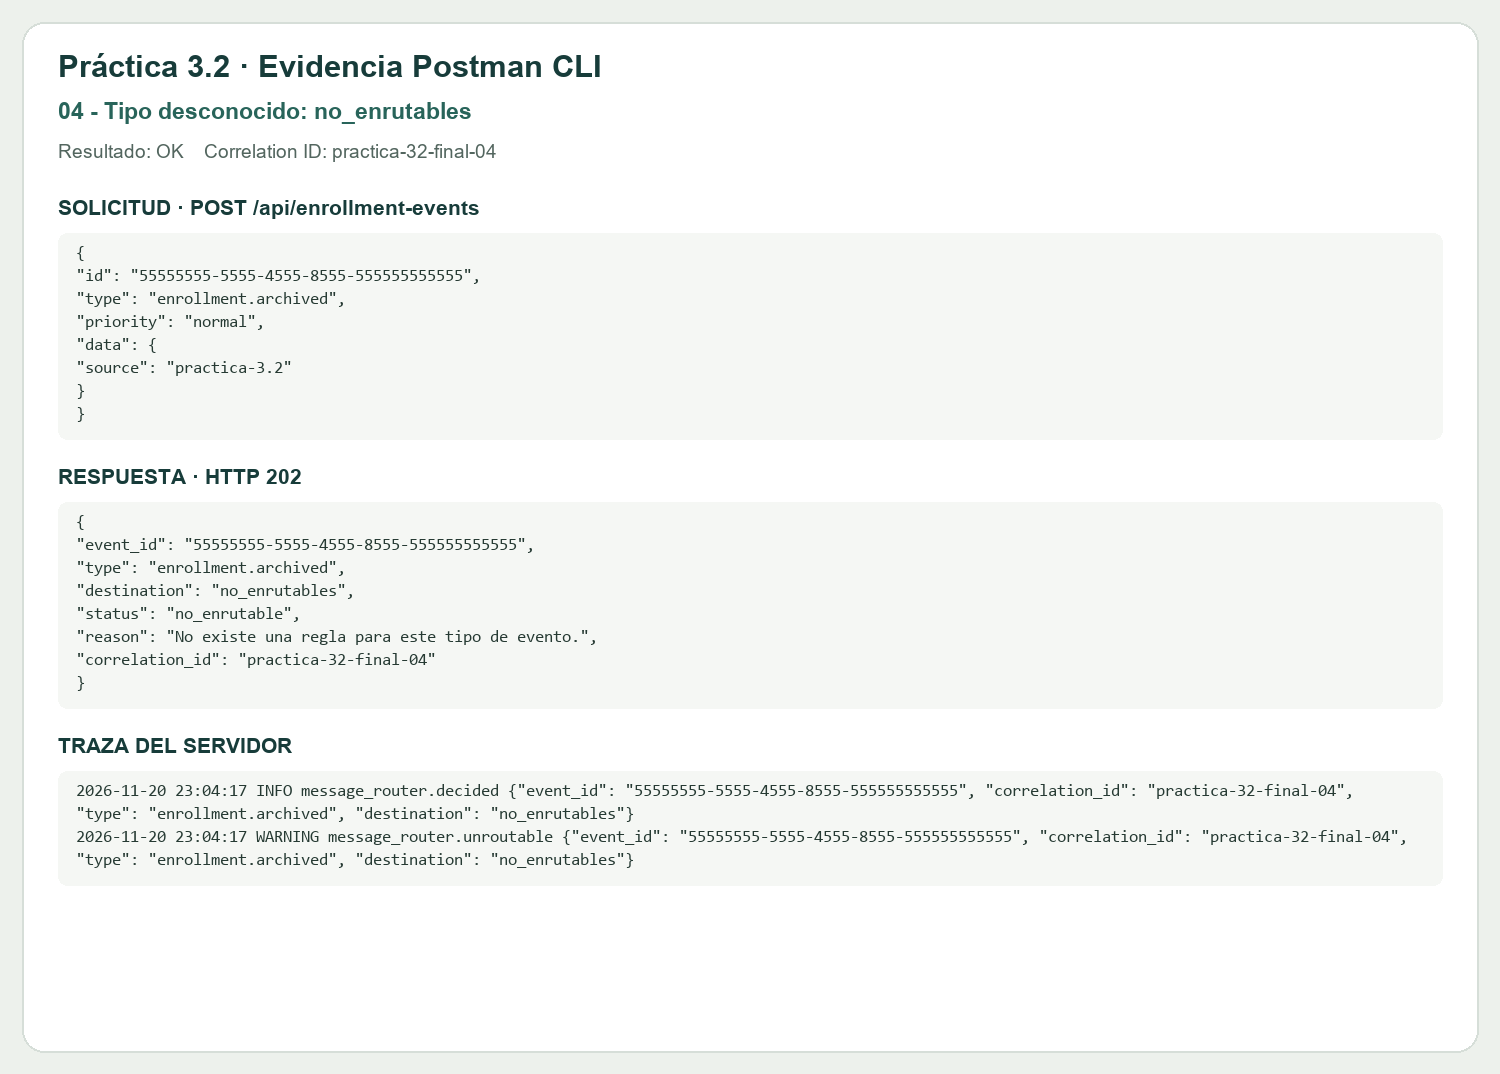 Práctica 3.2 · Evidencia Postman CLI
04 - Tipo desconocido: no_enrutables
Resultado: OK    Correlation ID: practica-32-final-04
SOLICITUD · POST /api/enrollment-events
{
"id": "55555555-5555-4555-8555-555555555555",
"type": "enrollment.archived",
"priority": "normal",
"data": {
"source": "practica-3.2"
}
}
RESPUESTA · HTTP 202
{
"event_id": "55555555-5555-4555-8555-555555555555",
"type": "enrollment.archived",
"destination": "no_enrutables",
"status": "no_enrutable",
"reason": "No existe una regla para este tipo de evento.",
"correlation_id": "practica-32-final-04"
}
TRAZA DEL SERVIDOR
2026-11-20 23:04:17 INFO message_router.decided {"event_id": "55555555-5555-4555-8555-555555555555", "correlation_id": "practica-32-final-04",
"type": "enrollment.archived", "destination": "no_enrutables"}
2026-11-20 23:04:17 WARNING message_router.unroutable {"event_id": "55555555-5555-4555-8555-555555555555", "correlation_id": "practica-32-final-04",
"type": "enrollment.archived", "destination": "no_enrutables"}